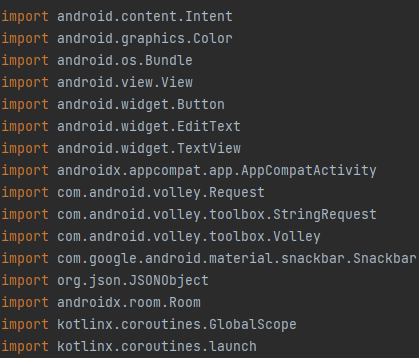 import android.content.Intent
import android.graphics.Color
import android.os.Bundle
import android.view.View
import android.widget.Button
import android.widget.EditText
import android.widget.TextView
import androidx.appcompat.app.AppCompatActivity
import com.android.volley.Request
import com.android.volley.toolbox.StringRequest
import com.android.volley.toolbox.Volley
import com.google.android.material.snackbar.Snackbar
import org.json.JSONObject
import androidx.room.Room
import kotlinx.coroutines.GlobalScope
import kotlinx.coroutines.launch